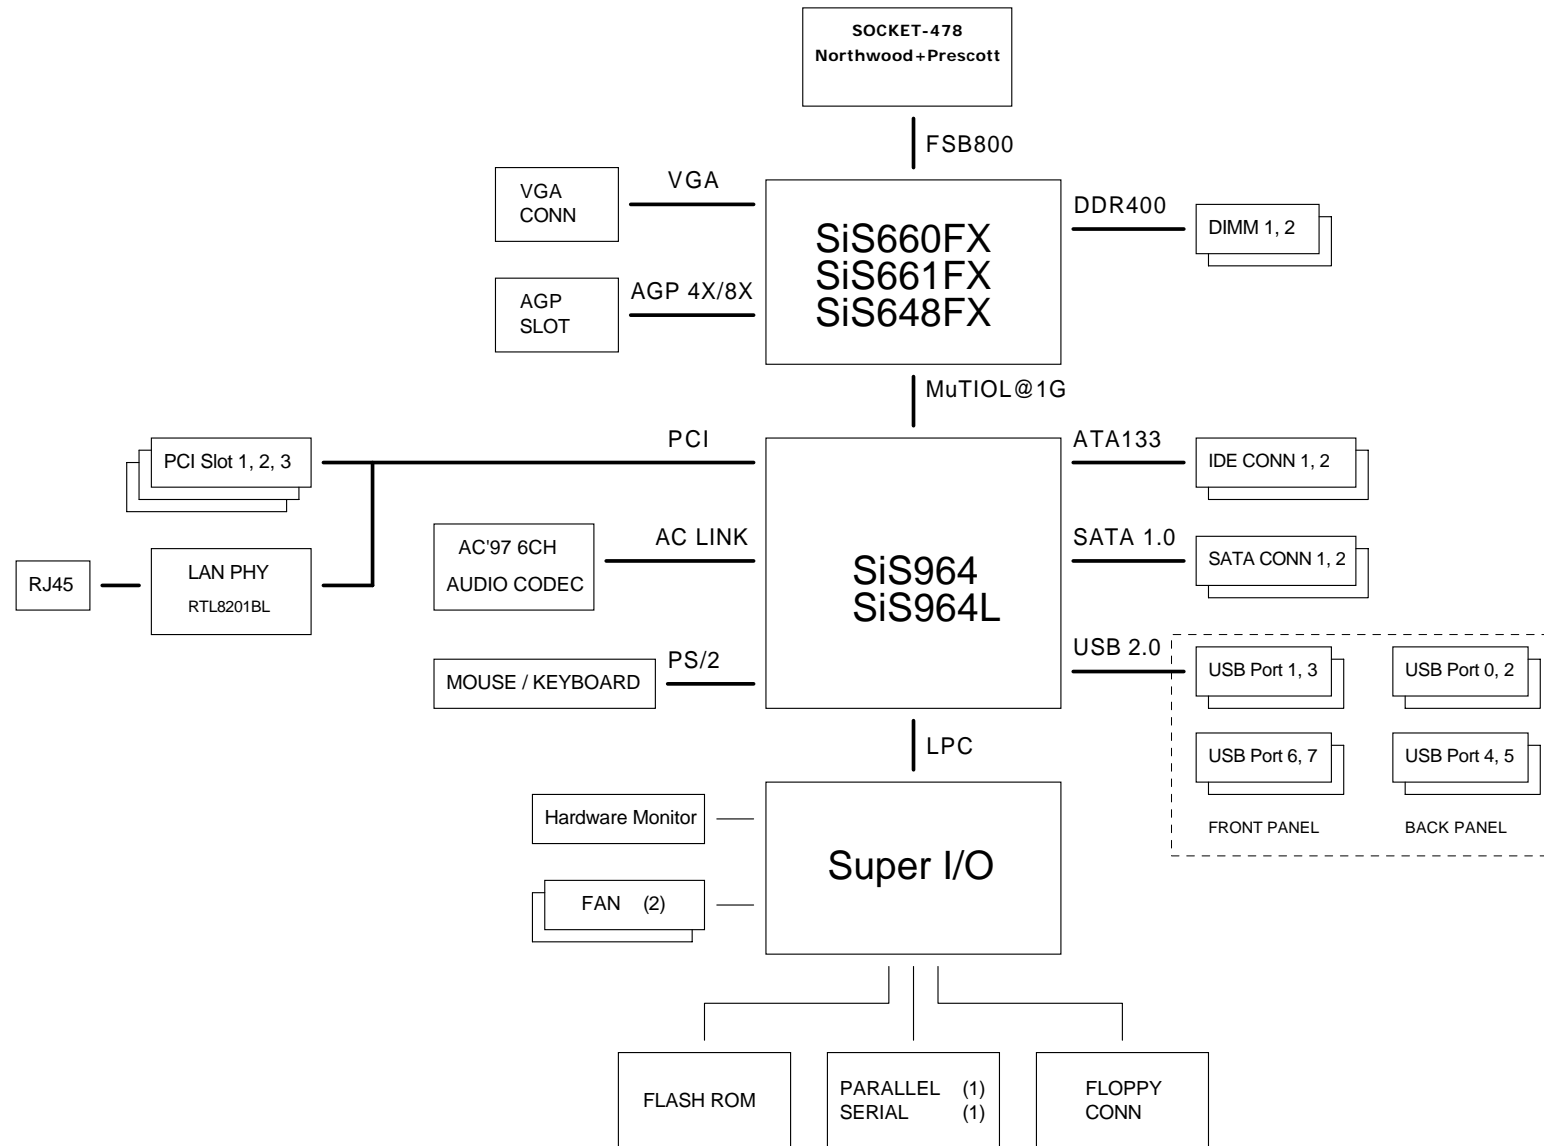 SOCKET-478
Northwood+Prescott
FSB800
VGA
CONN
VGA
SiS660FX
SiS661FX
SiS648FX
DDR400
DIMM 1, 2
AGP
SLOT
AGP 4X/8X
MuTIOL@1G
PCI Slot 1, 2, 3
PCI
ATA133
IDE CONN 1, 2
RJ45
LAN PHY
RTL8201BL
AC'97 6CH
AUDIO CODEC
AC LINK
SiS964
SiS964L
SATA 1.0
SATA CONN 1, 2
MOUSE / KEYBOARD
PS/2
USB 2.0
USB Port 1, 3
USB Port 0, 2
USB Port 6, 7
USB Port 4, 5
FRONT PANEL
BACK PANEL
LPC
Hardware Monitor
Super I/O
FAN (2)
FLASH ROM
PARALLEL (1)
SERIAL (1)
FLOPPY
CONN